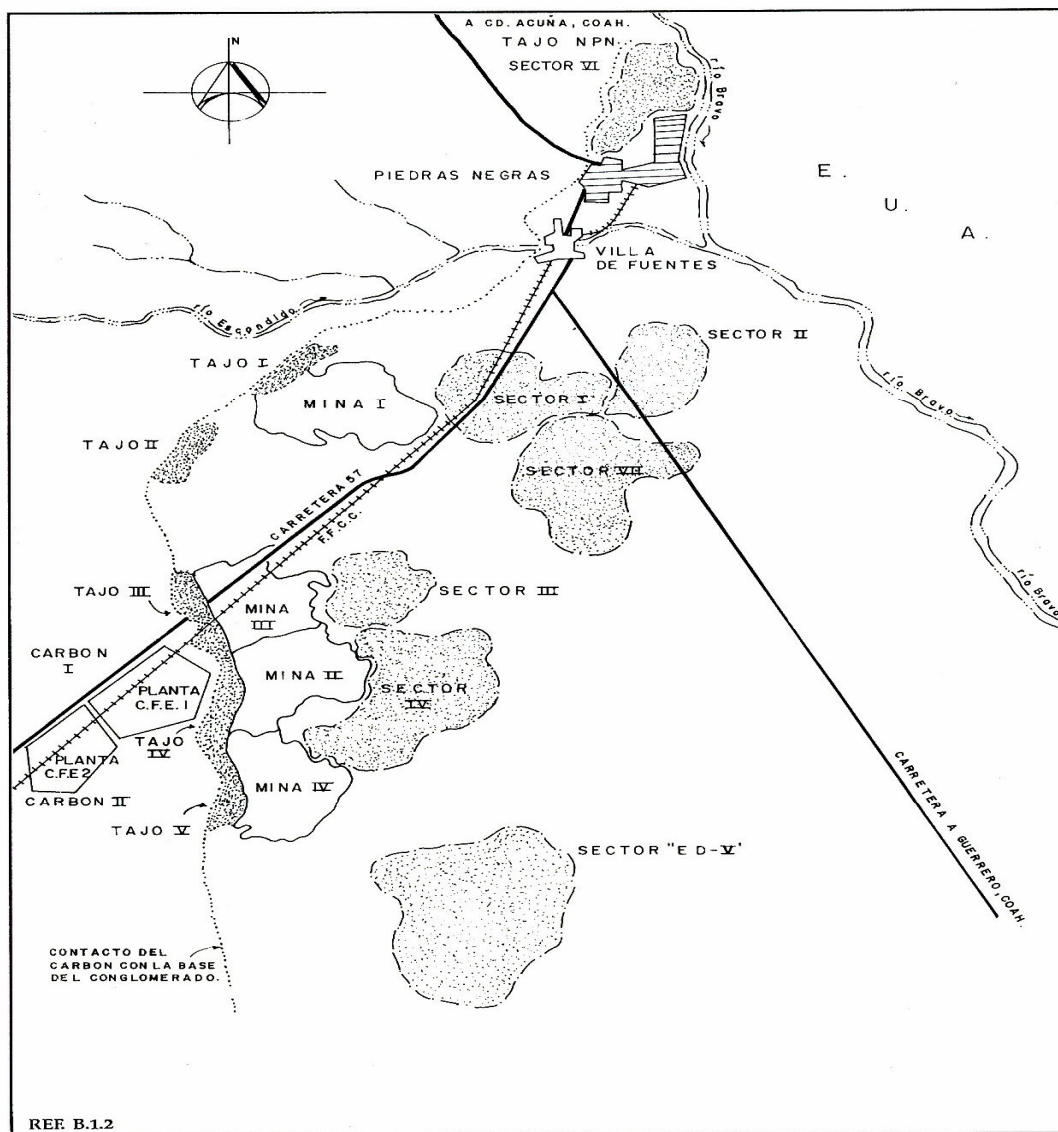 A CD. ACUÑA, COAH.
TAJO NPN.
SECTOR VI
N
río Bravo
E.
U.
A.
PIEDRAS NEGRAS
VILLA
DE FUENTES
río Escondido
SECTOR II
TAJO I
MINA I
SECTOR I
río Bravo
TAJO II
SECTOR VII
CARRETERA 57
F.F.C.C.
río Bravo
TAJO III
MINA
III
SECTOR III
CARBON
I
PLANTA
C.F.E. 1
MINA II
SECTOR
IV
TAJO
IV
PLANTA
C.F.E 2
CARBON II
MINA IV
TAJO V
CARRETERA A GUERRERO, COAH.
SECTOR "E D-V'
CONTACTO DEL
CARBON CON LA BASE
DEL CONGLOMERADO.
REF. B.1.2